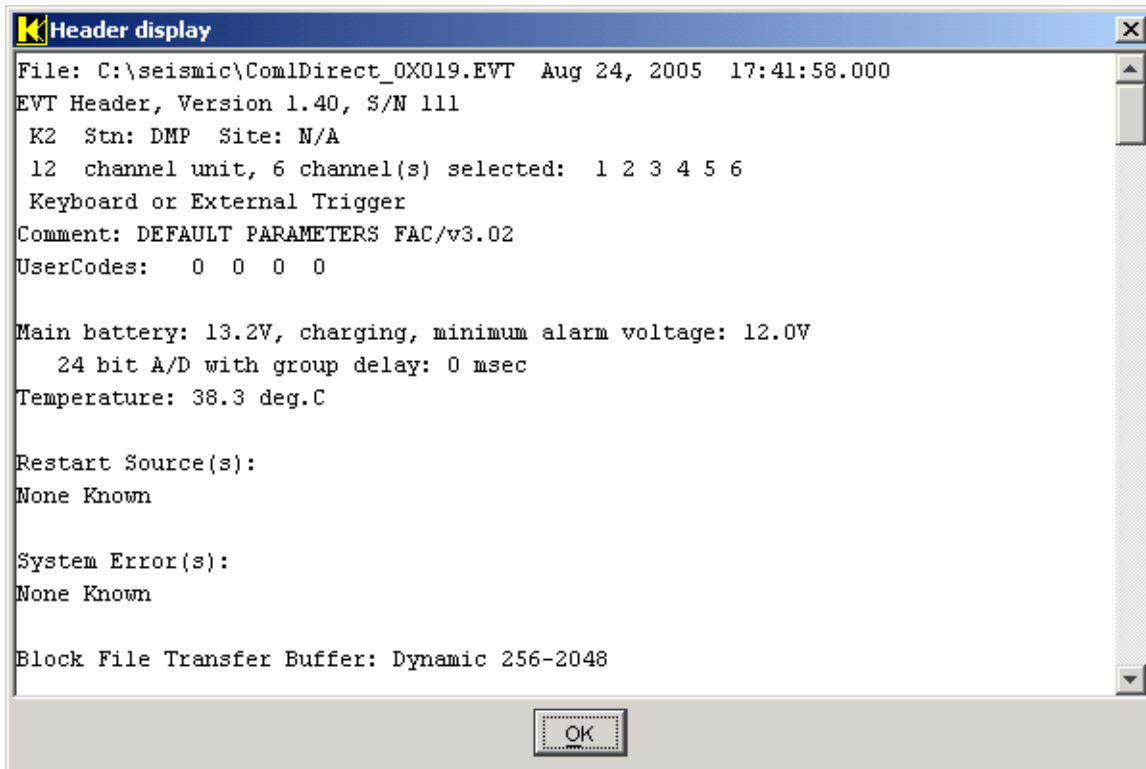 Header display
File: C:\seismic\Com1Direct_0X019.EVT  Aug 24, 2005  17:41:58.000
EVT Header, Version 1.40, S/N 111
K2  Stn: DMP  Site: N/A
12  channel unit, 6 channel(s) selected:  1 2 3 4 5 6
Keyboard or External Trigger
Comment: DEFAULT PARAMETERS FAC/v3.02
UserCodes:   0  0  0  0
Main battery: 13.2V, charging, minimum alarm voltage: 12.0V
24 bit A/D with group delay: 0 msec
Temperature: 38.3 deg.C
Restart Source(s):
None Known
System Error(s):
None Known
Block File Transfer Buffer: Dynamic 256-2048
OK